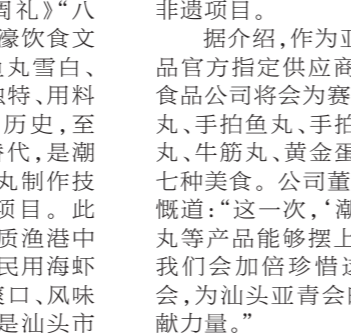 周礼》“八
濠饮食文
鱼丸雪白、
独特、用料
历史，至
替代，是潮
丸制作技
项目。此
质渔港中
民用海虾
爽口、风味
是汕头市
非遗项目。
据介绍，作为亚
品官方指定供应商
食品公司将会为赛
丸、手拍鱼丸、手拍
丸、牛筋丸、黄金蛋
七种美食。公司董
慨道：“这一次，‘潮
丸等产品能够摆上
我们会加倍珍惜这
会，为汕头亚青会
献力量。”